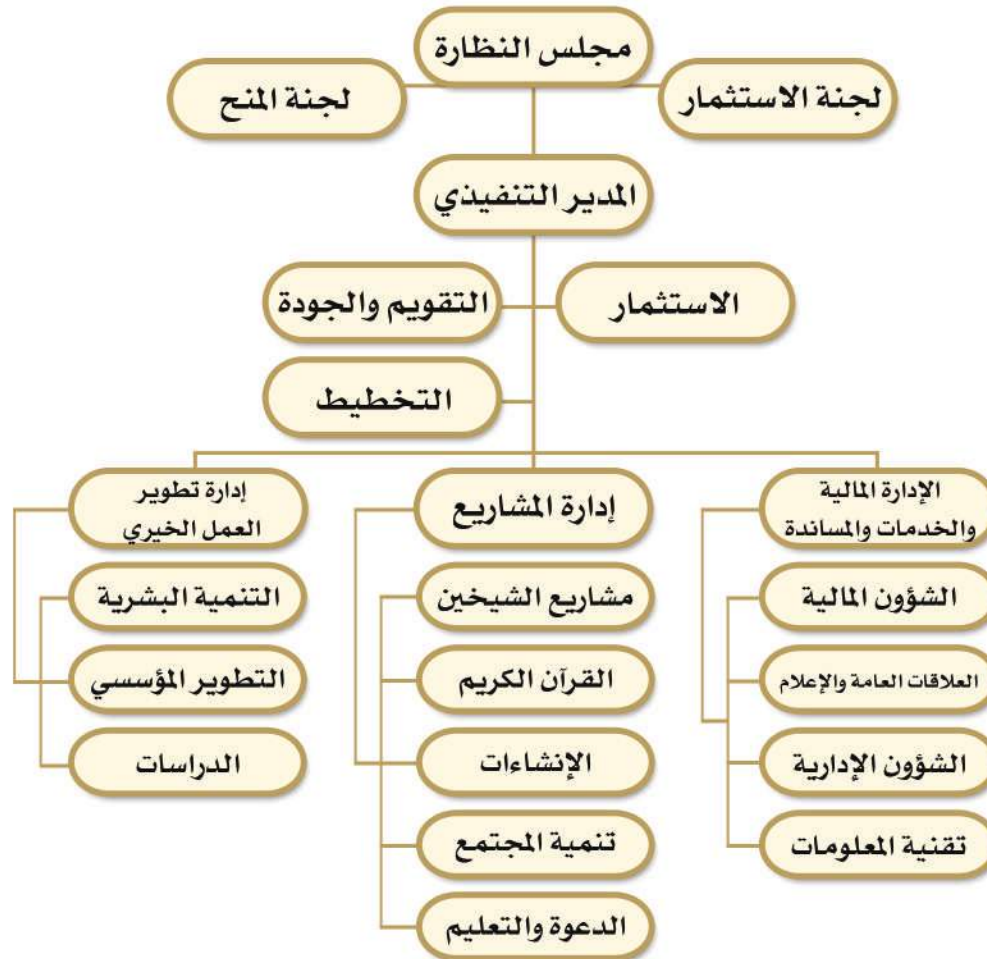 مجلس النظارة
لجنة الاستثمار
لجنة المنح
المدير التنفيذي
الاستثمار
التقويم والجودة
التخطيط
الإدارة المالية
والخدمات والمساندة
الشؤون المالية
العلاقات العامة والإعلام
الشؤون الإدارية
تقنية المعلومات
إدارة المشاريع
مشاريع الشيخين
القرآن الكريم
الإنشاءات
تنمية المجتمع
الدعوة والتعليم
إدارة تطوير
العمل الخيري
التنمية البشرية
التطوير المؤسسي
الدراسات